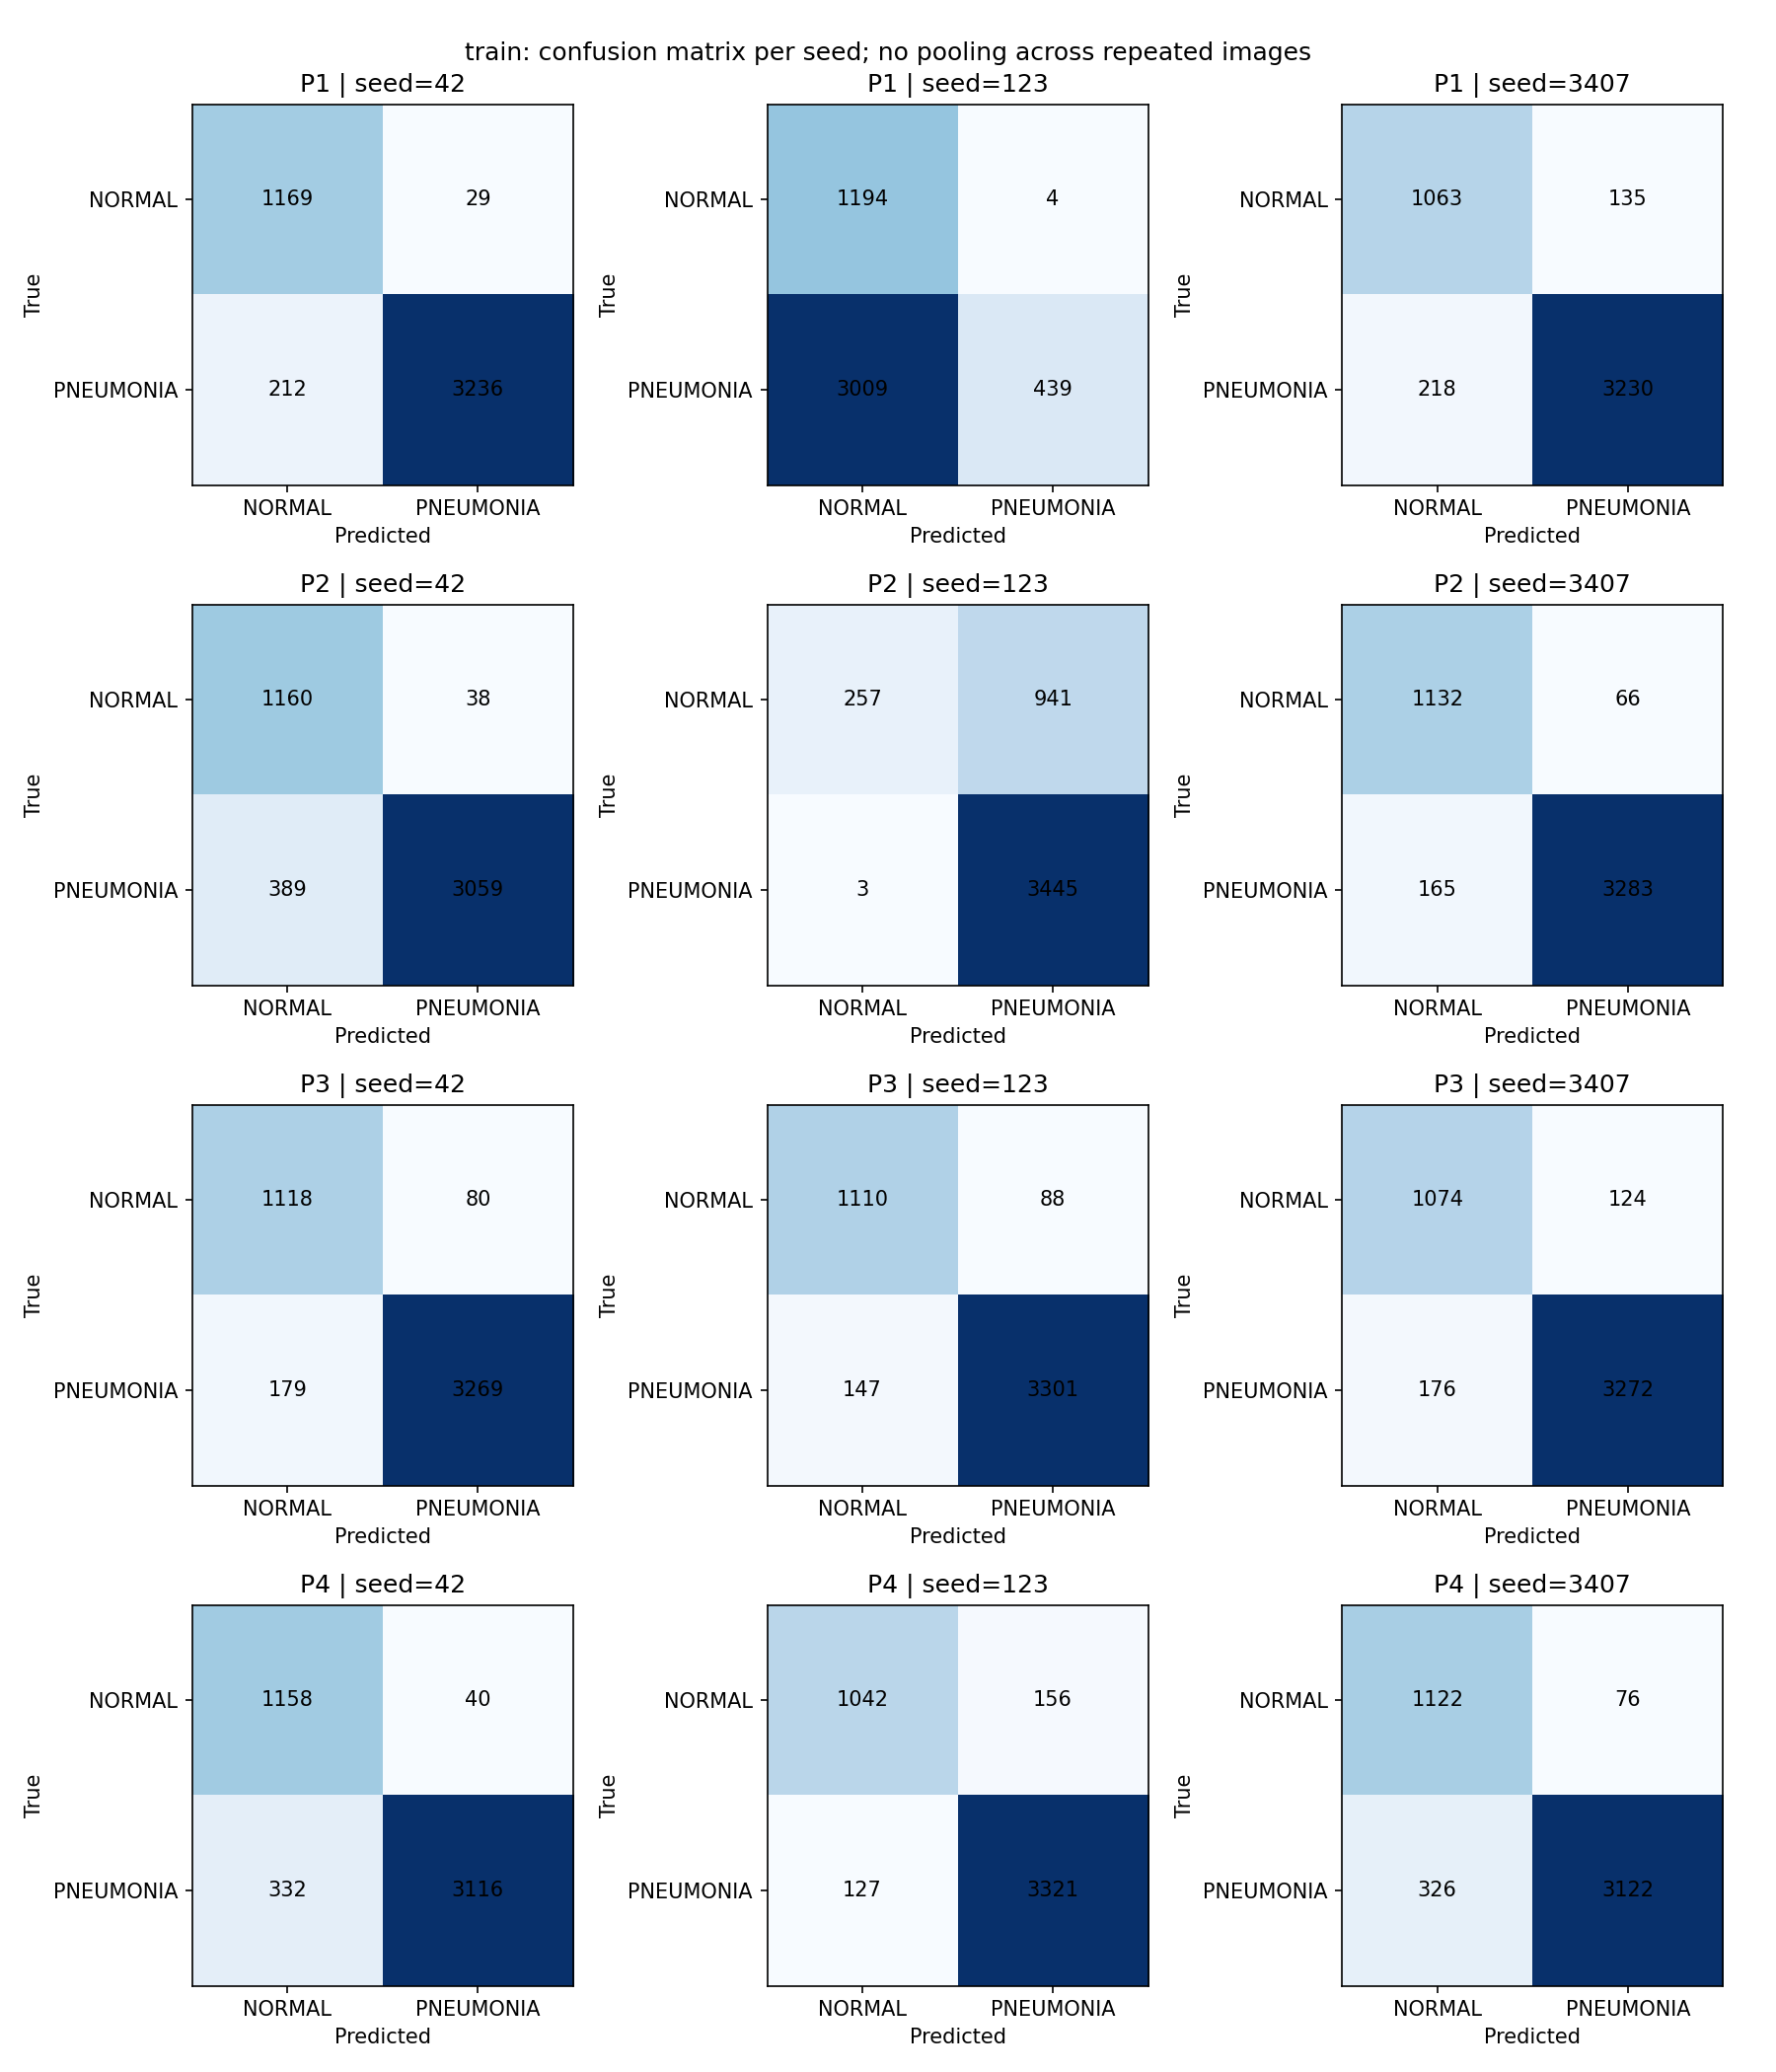 train: confusion matrix per seed; no pooling across repeated images
P1 | seed=42
P1 | seed=123
P1 | seed=3407
True
NORMAL
1169
29
PNEUMONIA
212
3236
NORMAL
PNEUMONIA
Predicted
True
NORMAL
1194
4
PNEUMONIA
3009
439
NORMAL
PNEUMONIA
Predicted
True
NORMAL
1063
135
PNEUMONIA
218
3230
NORMAL
PNEUMONIA
Predicted
P2 | seed=42
P2 | seed=123
P2 | seed=3407
True
NORMAL
1160
38
PNEUMONIA
389
3059
NORMAL
PNEUMONIA
Predicted
True
NORMAL
257
941
PNEUMONIA
3
3445
NORMAL
PNEUMONIA
Predicted
True
NORMAL
1132
66
PNEUMONIA
165
3283
NORMAL
PNEUMONIA
Predicted
P3 | seed=42
P3 | seed=123
P3 | seed=3407
True
NORMAL
1118
80
PNEUMONIA
179
3269
NORMAL
PNEUMONIA
Predicted
True
NORMAL
1110
88
PNEUMONIA
147
3301
NORMAL
PNEUMONIA
Predicted
True
NORMAL
1074
124
PNEUMONIA
176
3272
NORMAL
PNEUMONIA
Predicted
P4 | seed=42
P4 | seed=123
P4 | seed=3407
True
NORMAL
1158
40
PNEUMONIA
332
3116
NORMAL
PNEUMONIA
Predicted
True
NORMAL
1042
156
PNEUMONIA
127
3321
NORMAL
PNEUMONIA
Predicted
True
NORMAL
1122
76
PNEUMONIA
326
3122
NORMAL
PNEUMONIA
Predicted